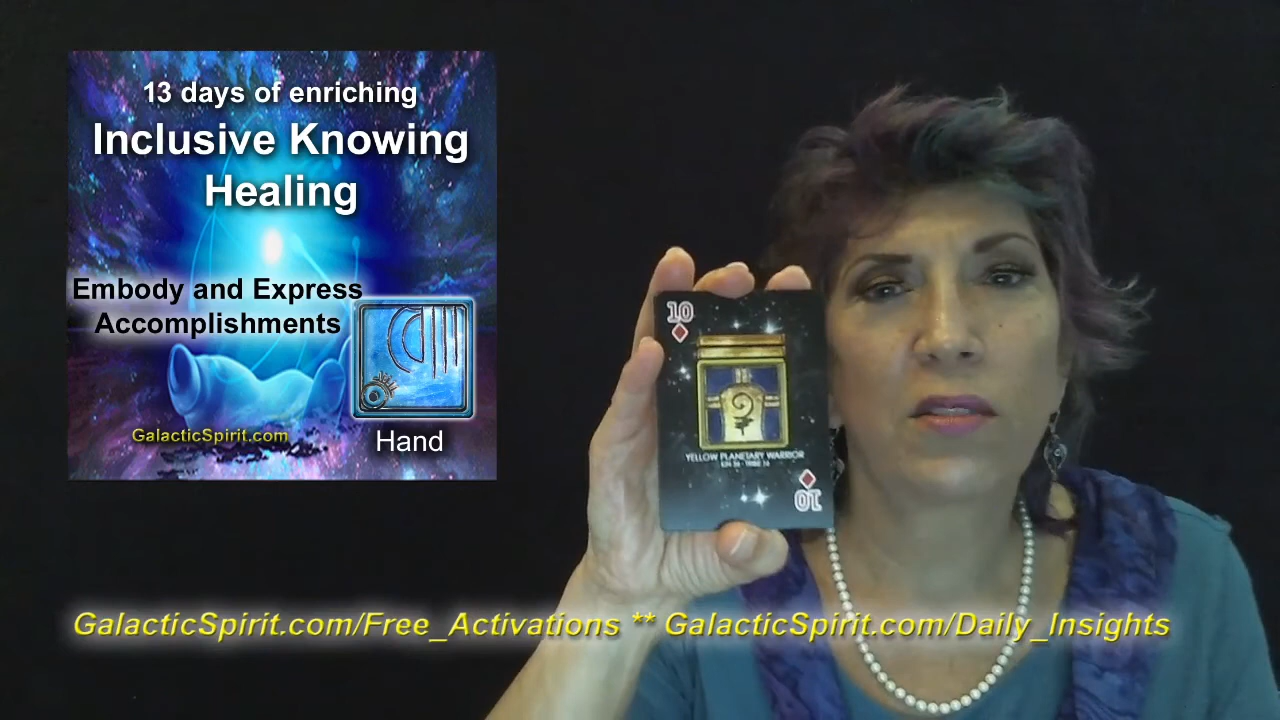 13 days of enriching
Inclusive Knowing
Healing
Embody and Express
Accomplishments
GalacticSpirit.com
Hand
10
YELLOW PLANETARY WARRIOR
10
GalacticSpirit.com/Free_Activations ** GalacticSpirit.com/Daily_Insights